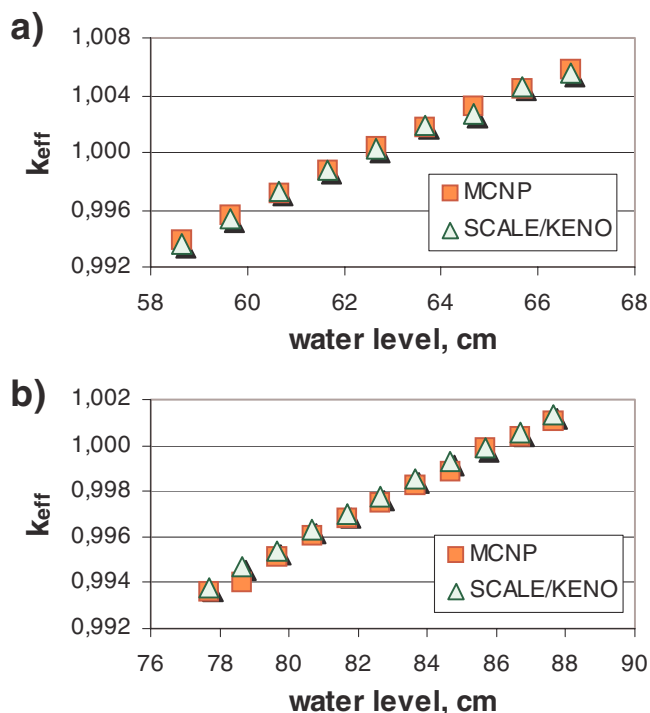 a)
1,008
1,004
1,000
0,996
0,992
keff
MCNP
SCALE/KENO
58 60 62 64 66 68
water level, cm
b)
1,002
1,000
0,998
0,996
0,994
0,992
keff
MCNP
SCALE/KENO
76 78 80 82 84 86 88 90
water level, cm